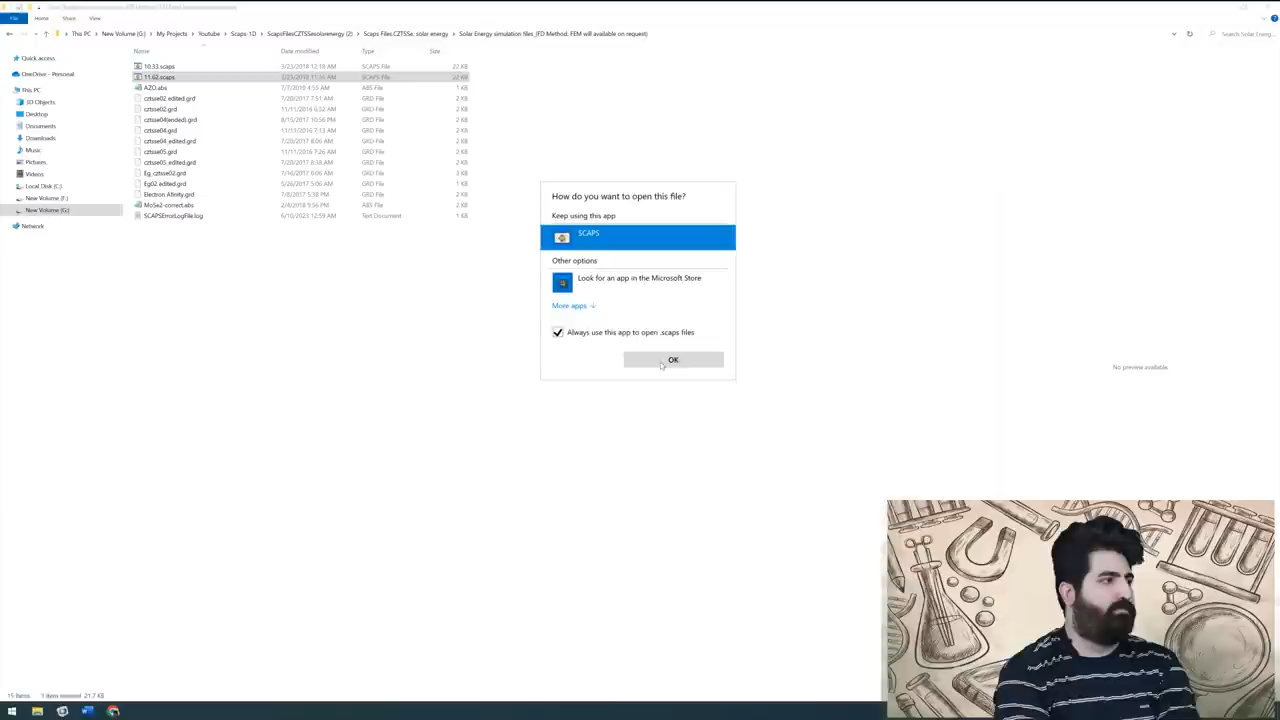 File Home Share View
This PC > New Volume (G:) > My Projects > Youtube > Scaps-1D > ScapsFilesCZTSSesolarenergy (2) > Scaps Files.CZTSSe. solar energy > Solar Energy simulation files_(FD Method. FEM will available on request)
Search Solar Energ...
Name Date modified Type Size
Quick access
OneDrive - Personal
This PC
3D Objects
Desktop
Documents
Downloads
Music
Pictures
Videos
Local Disk (C:)
New Volume (F:)
New Volume (G:)
Network
10.33.scaps 3/23/2018 12:18 AM SCAPS File 22 KB
11.62.scaps SCAPS File 22 KB
AZO.abs 7/7/2019 4:55 AM ABS File 1 KB
cztsse02 edited.grd 7/20/2017 7:51 AM GRD File 2 KB
cztsse02.grd 11/11/2016 6:52 AM GRD File 2 KB
cztsse04(ended).grd 8/15/2017 10:56 PM GRD File 2 KB
cztsse04.grd 11/11/2016 7:13 AM GRD File 2 KB
cztsse04_edited.grd 7/20/2017 8:06 AM GRD File 2 KB
cztsse05.grd 11/11/2016 7:26 AM GRD File 2 KB
cztsse05_edited.grd 7/20/2017 8:38 AM GRD File 2 KB
Eg_cztsse02.grd 7/16/2017 9:06 AM GRD File 3 KB
Eg02 edited.grd 5/26/2017 5:06 AM GRD File 1 KB
Electron Afinity.grd 7/8/2017 5:58 PM GRD File 2 KB
MoSe2-correct.abs 2/4/2018 9:56 PM ABS File 2 KB
SCAPSErrorLogFile.log 6/10/2023 12:59 AM Text Document 1 KB
How do you want to open this file?
Keep using this app
SCAPS
Other options
Look for an app in the Microsoft Store
More apps ↓
Always use this app to open .scaps files
OK
No preview available.
15 items 1 item 21.7 KB